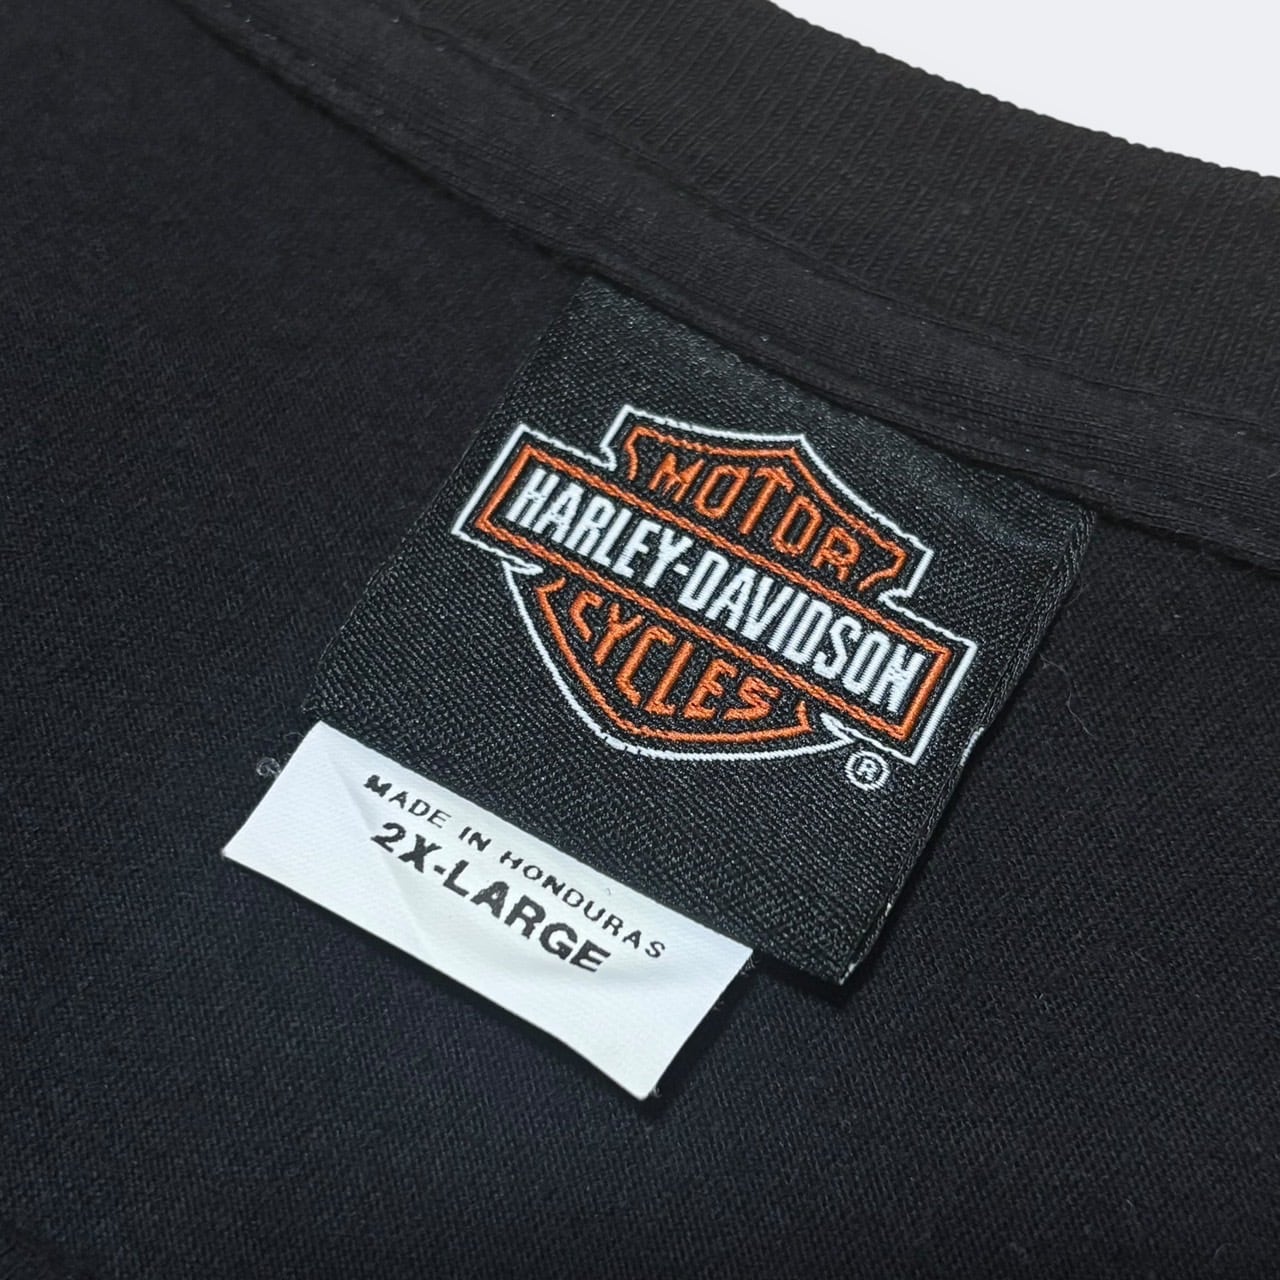 MOTOR
HARLEY-DAVIDSON
CYCLES
®
MADE IN HONDURAS
2X-LARGE